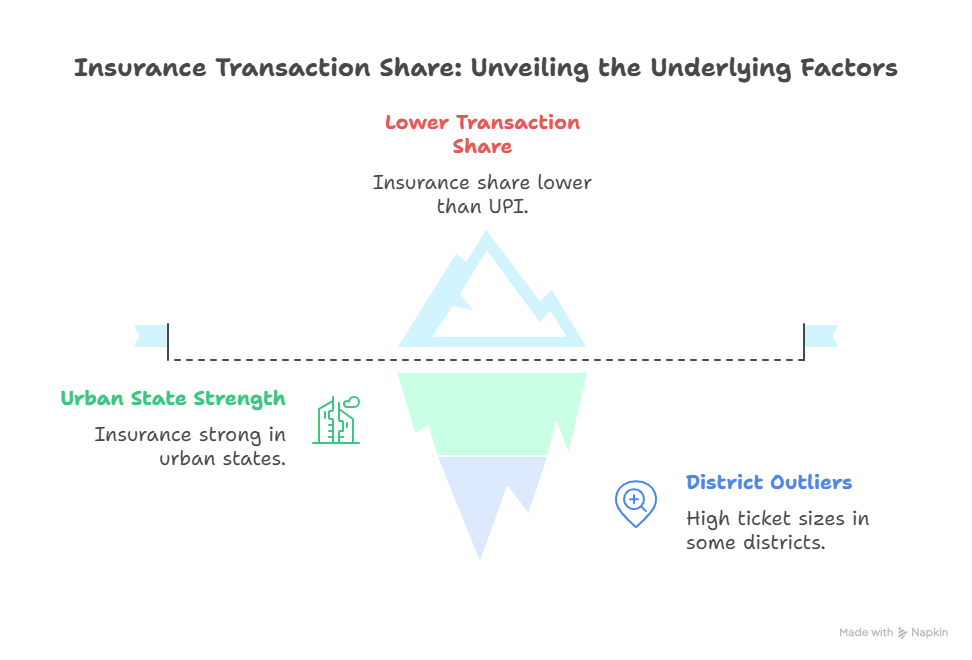 Insurance Transaction Share: Unveiling the Underlying Factors
Lower Transaction
Share
Insurance share lower
than UPI.
Urban State Strength
Insurance strong in
urban states.
District Outliers
High ticket sizes in
some districts.
Made with Napkin